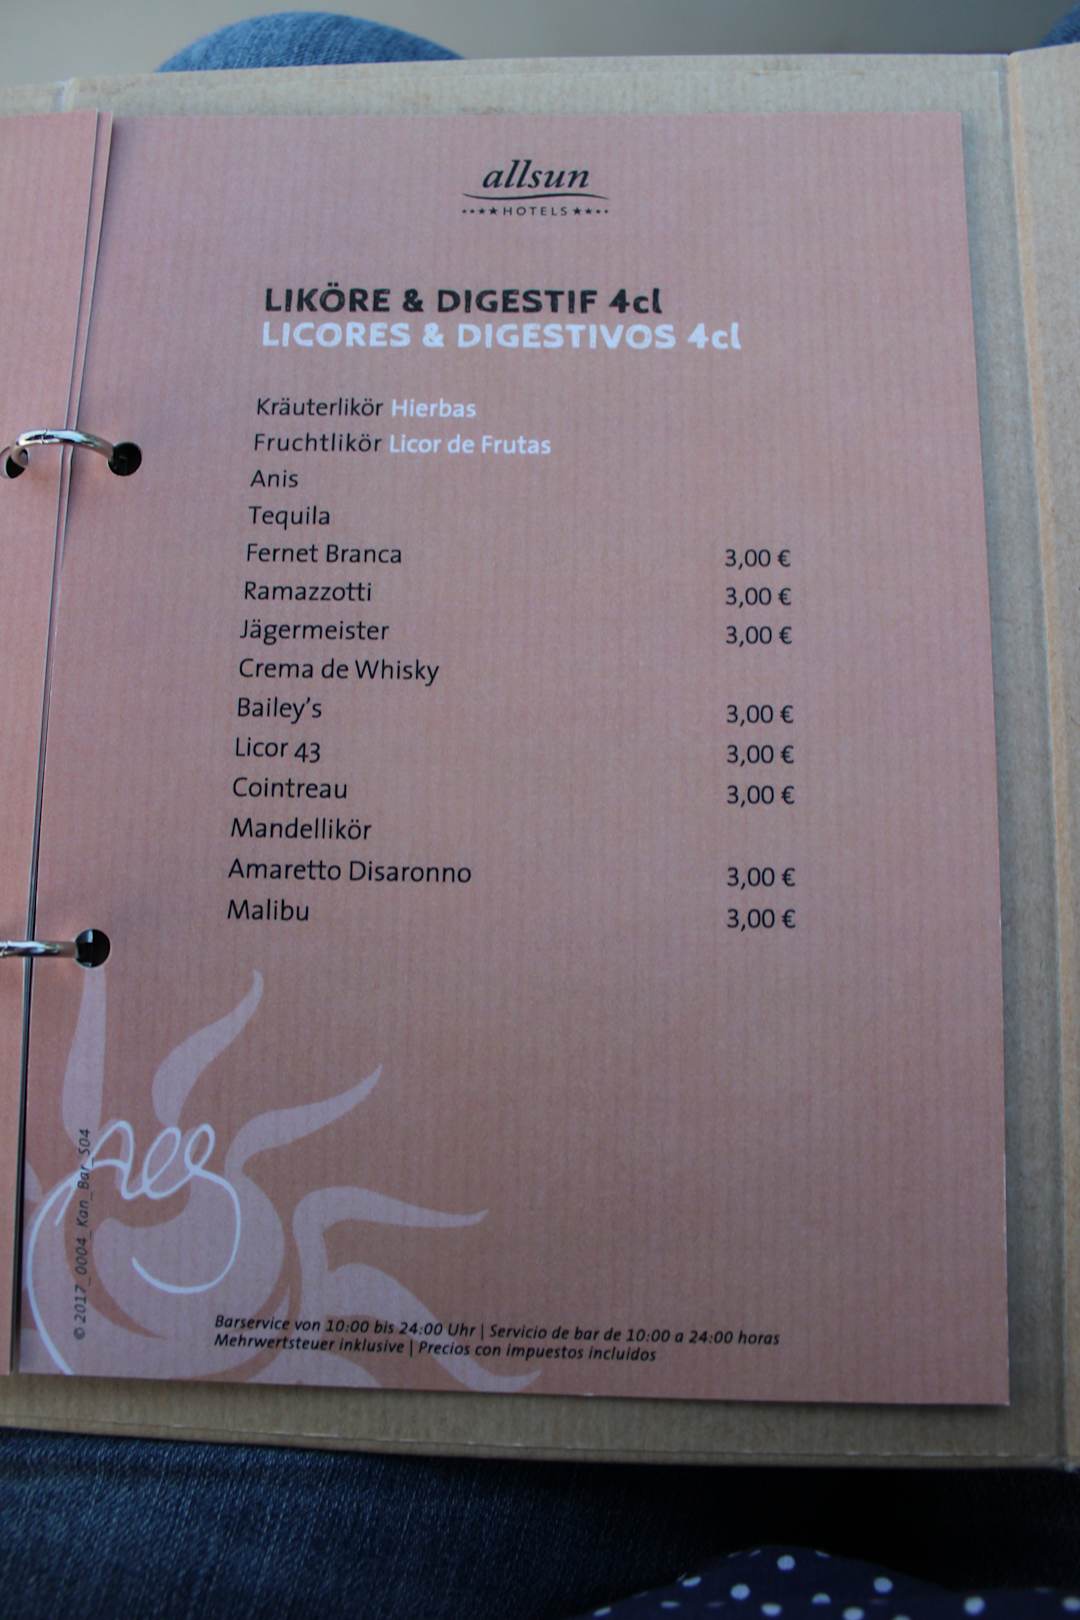 allsun
HOTELS
LIKÖRE & DIGESTIF 4cl
LICORES & DIGESTIVOS 4cl
Kräuterlikör Hierbas
Fruchtlikör Licor de Frutas
Anis
Tequila
Fernet Branca 3,00 €
Ramazzotti 3,00 €
Jägermeister 3,00 €
Crema de Whisky
Bailey's 3,00 €
Licor 43 3,00 €
Cointreau 3,00 €
Mandellikör
Amaretto Disaronno 3,00 €
Malibu 3,00 €
© 2017_0004_Kan_Bar_S04
Barservice von 10:00 bis 24:00 Uhr | Servicio de bar de 10:00 a 24:00 horas
Mehrwertsteuer inklusive | Precios con impuestos incluidos